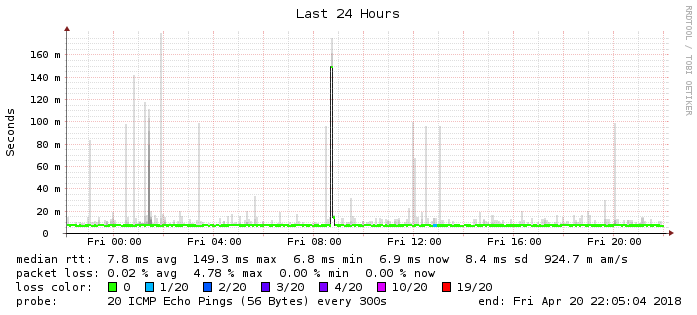 Last 24 Hours
RRDTOOL / TOBI OETIKER
Seconds
160 m
140 m
120 m
100 m
80 m
60 m
40 m
20 m
0
Fri 00:00 Fri 04:00 Fri 08:00 Fri 12:00 Fri 16:00 Fri 20:00
median rtt: 7.8 ms avg 149.3 ms max 6.8 ms min 6.9 ms now 8.4 ms sd 924.7 m am/s
packet loss: 0.02 % avg 4.78 % max 0.00 % min 0.00 % now
loss color: 0 1/20 2/20 3/20 4/20 10/20 19/20
probe: 20 ICMP Echo Pings (56 Bytes) every 300s end: Fri Apr 20 22:05:04 2018